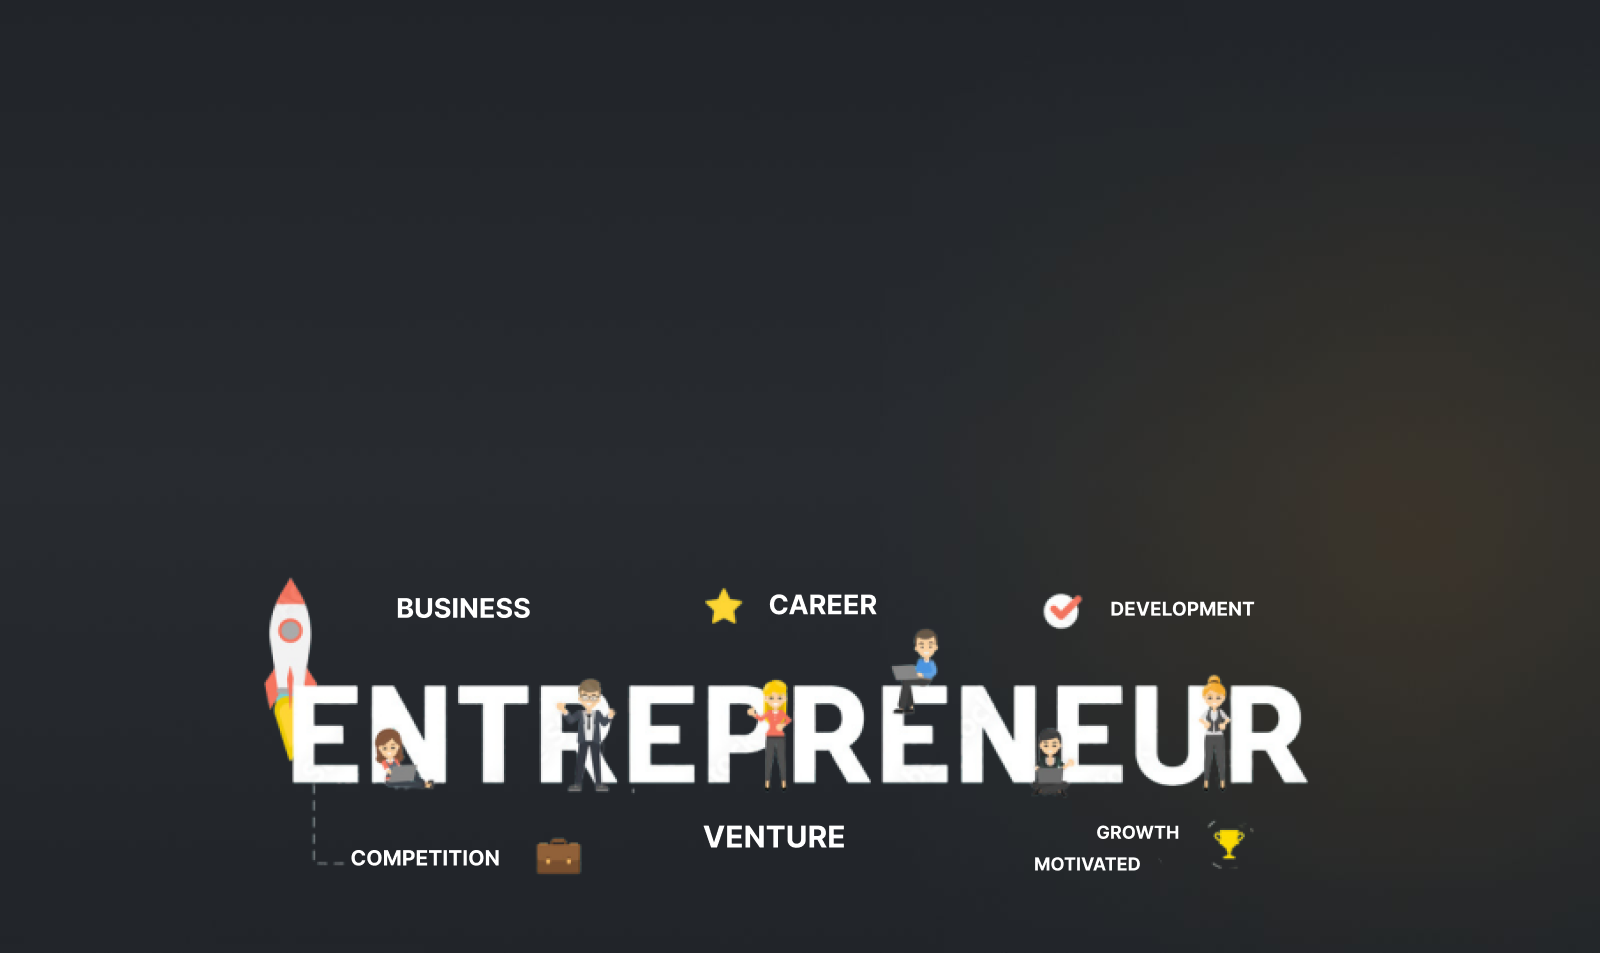 BUSINESS
CAREER
DEVELOPMENT
ENTREPRENEUR
VENTURE
GROWTH
COMPETITION
MOTIVATED